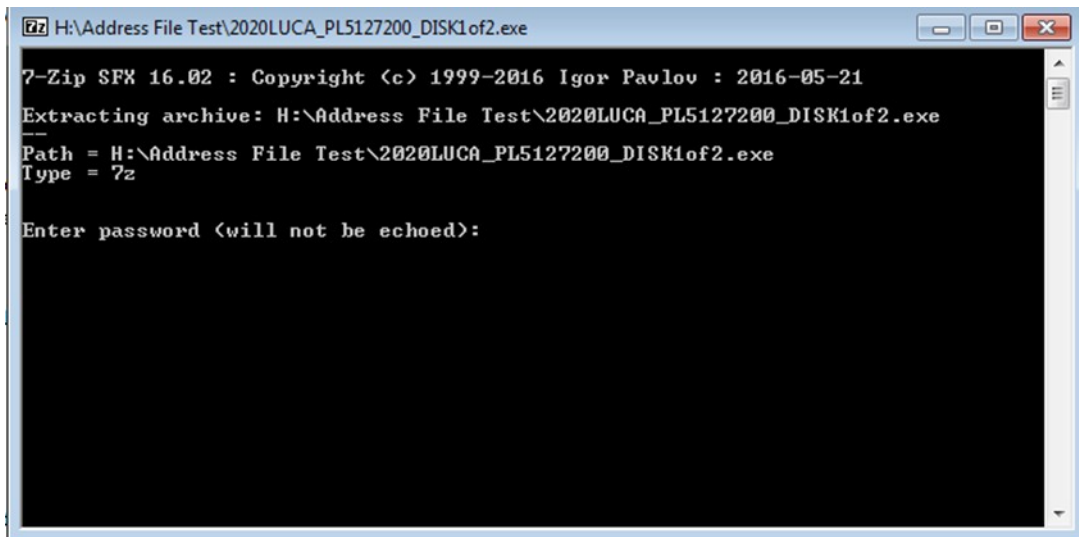 H:\Address File Test\2020LUCA_PL5127200_DISK1of2.exe
7-Zip SFX 16.02 : Copyright (c) 1999-2016 Igor Pavlov : 2016-05-21
Extracting archive: H:\Address File Test\2020LUCA_PL5127200_DISK1of2.exe
--
Path = H:\Address File Test\2020LUCA_PL5127200_DISK1of2.exe
Type = 7z
Enter password (will not be echoed):